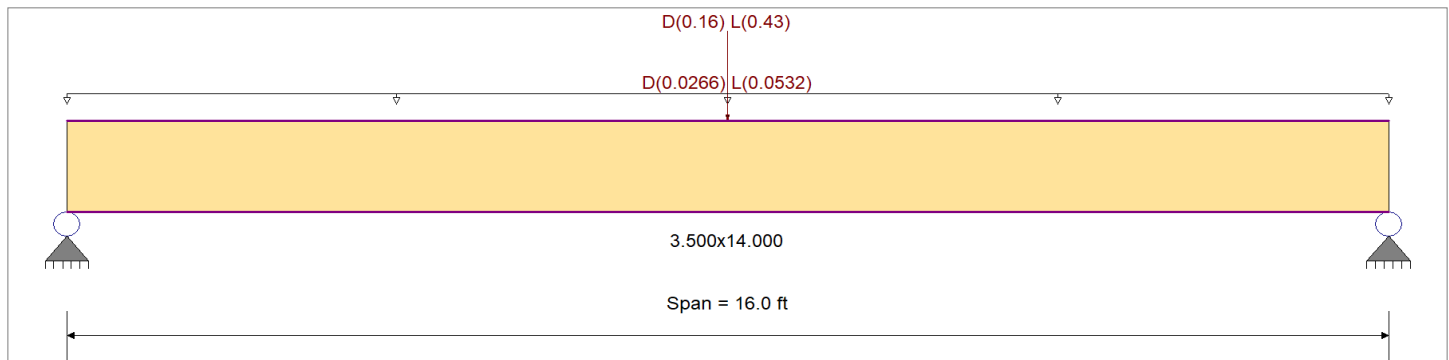 D(0.16) L(0.43)
D(0.0266) L(0.0532)
3.500x14.000
Span = 16.0 ft